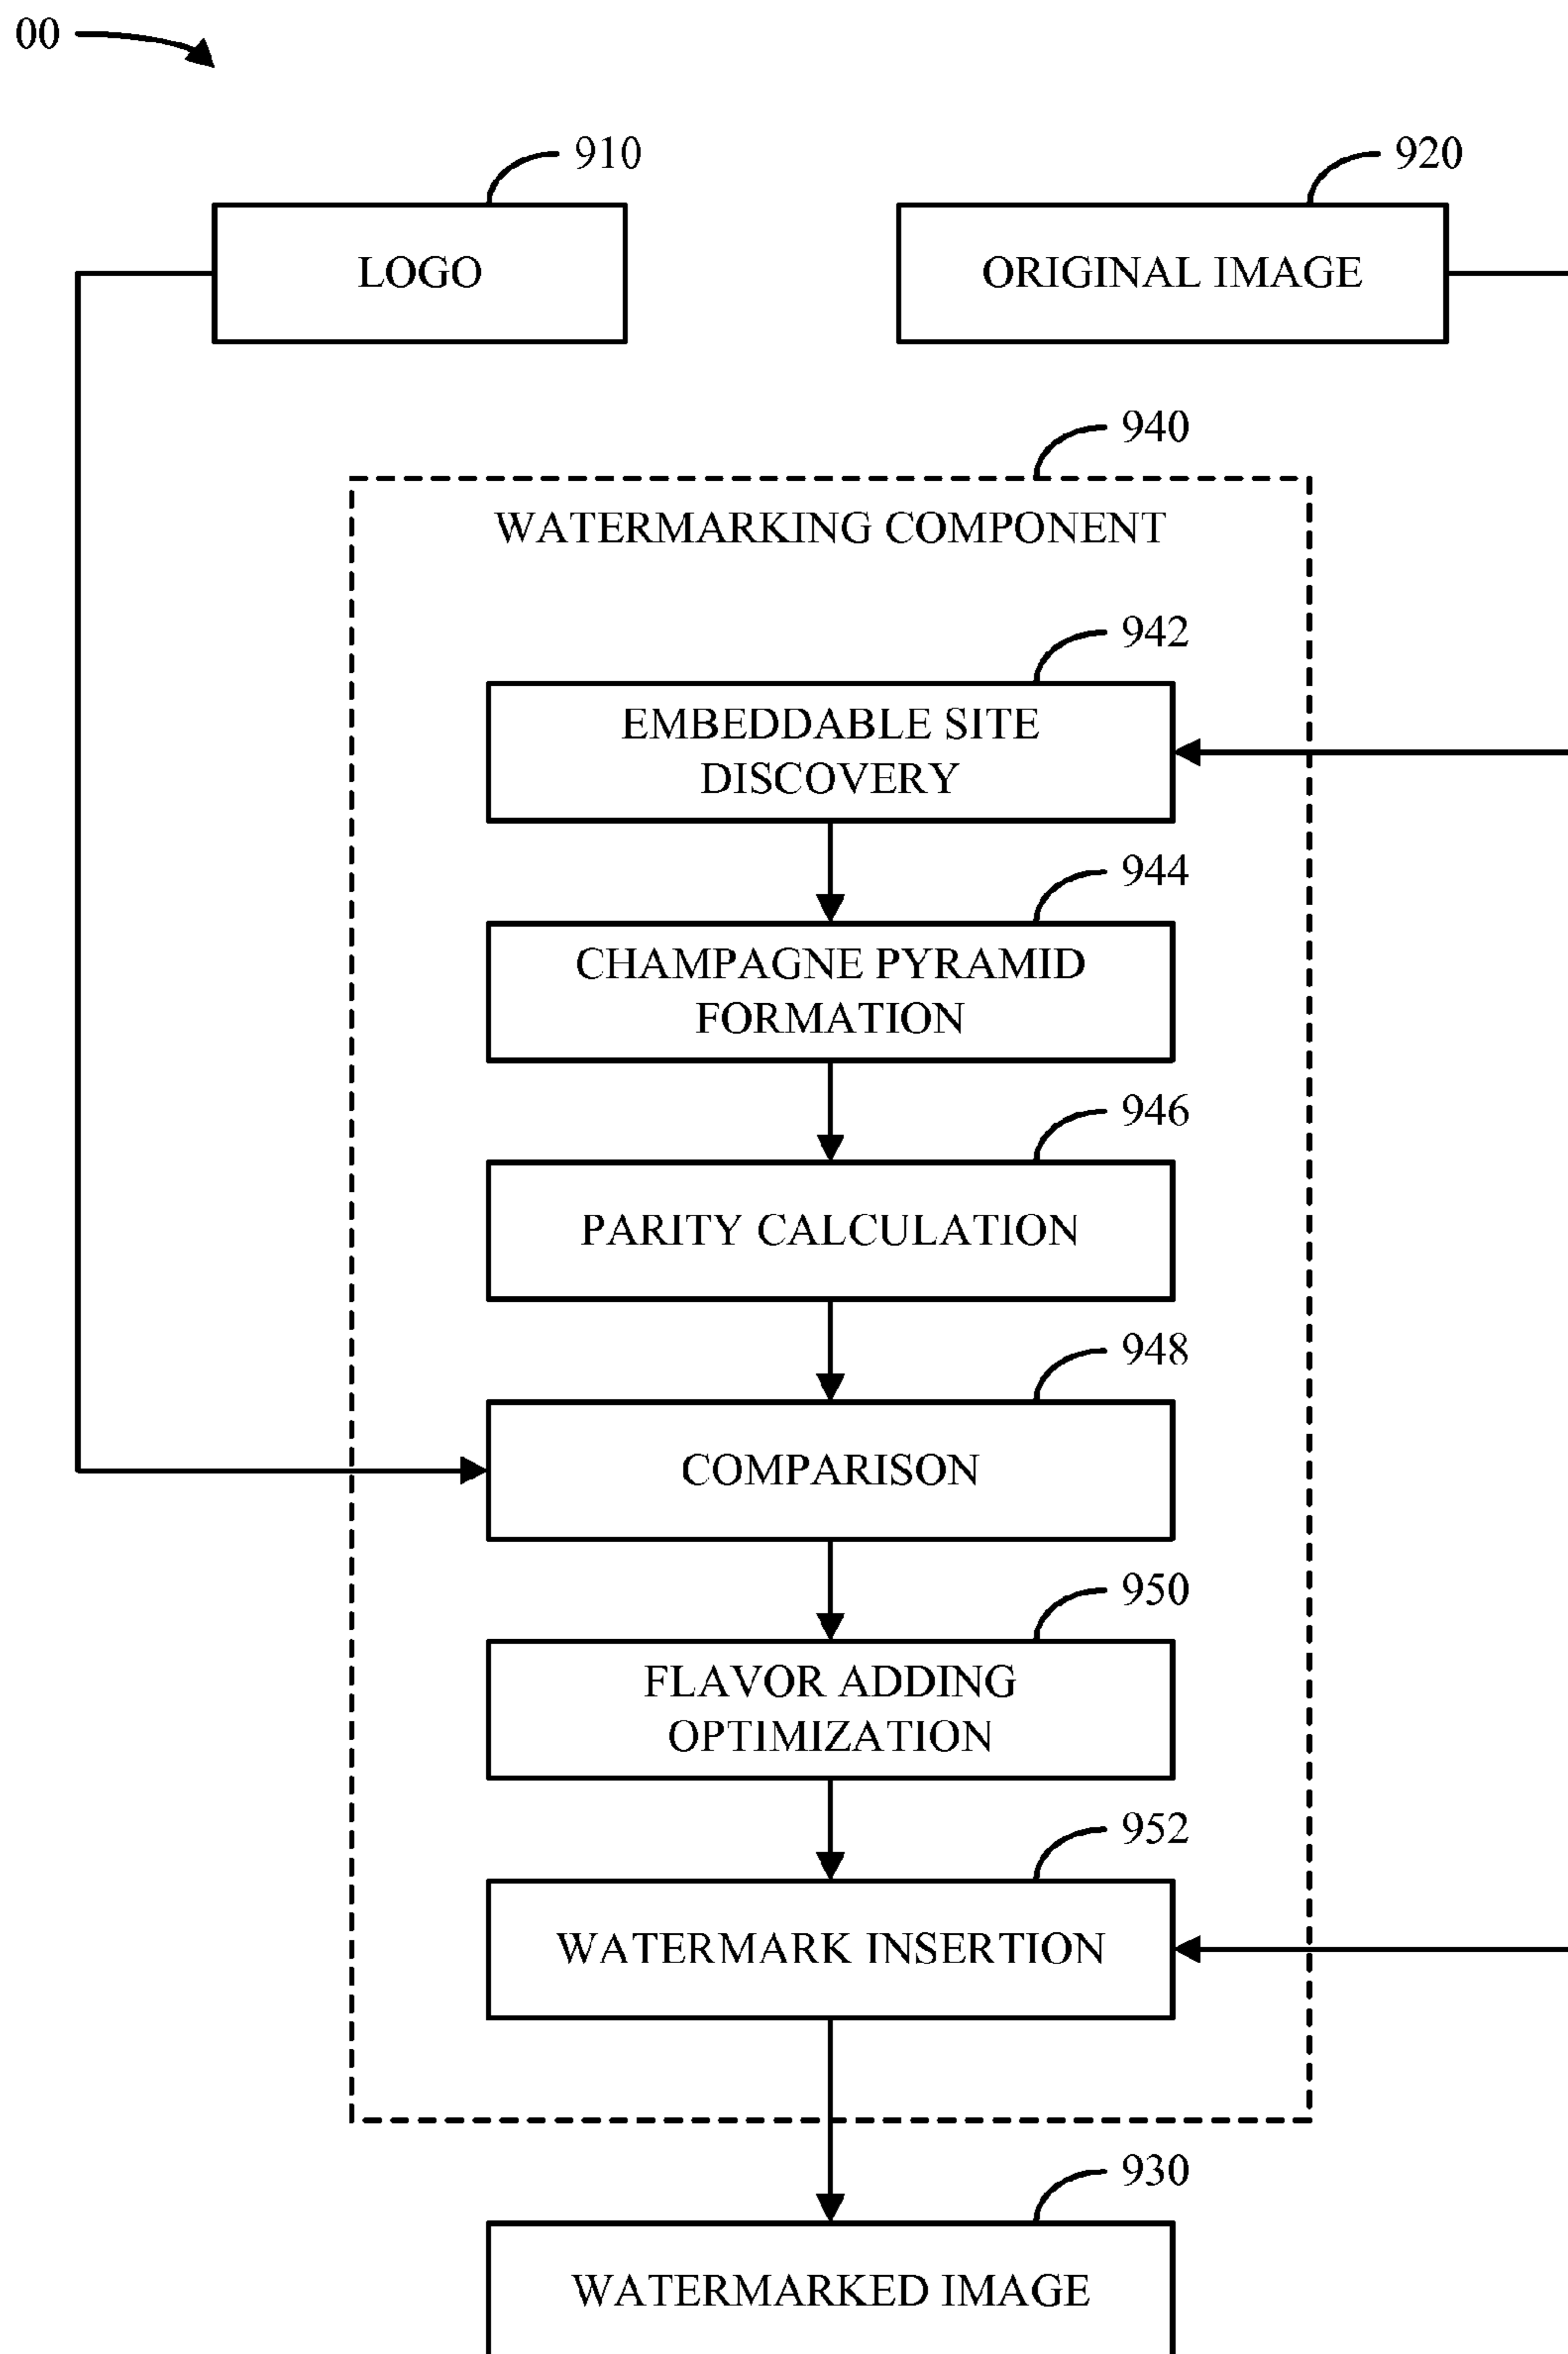 00
910
920
LOGO
ORIGINAL IMAGE
940
WATERMARKING COMPONENT
942
EMBEDDABLE SITE
DISCOVERY
944
CHAMPAGNE PYRAMID
FORMATION
946
PARITY CALCULATION
948
COMPARISON
950
FLAVOR ADDING
OPTIMIZATION
952
WATERMARK INSERTION
930
WATERMARKED IMAGE